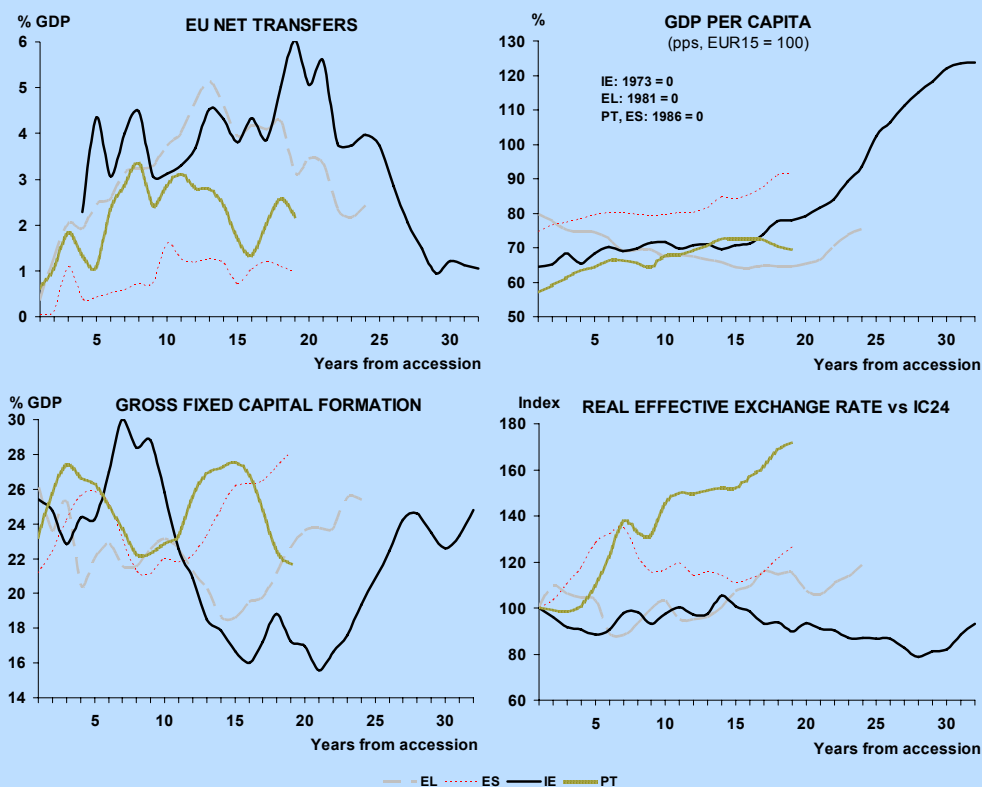 % GDP
EU NET TRANSFERS
6
5
4
3
2
1
0
5 10 15 20 25 30
Years from accession
%
GDP PER CAPITA
(pps, EUR15 = 100)
130
120
110
100
90
80
70
60
50
IE: 1973 = 0
EL: 1981 = 0
PT, ES: 1986 = 0
5 10 15 20 25 30
Years from accession
% GDP
GROSS FIXED CAPITAL FORMATION
30
28
26
24
22
20
18
16
14
5 10 15 20 25 30
Years from accession
Index
REAL EFFECTIVE EXCHANGE RATE vs IC24
180
160
140
120
100
80
60
5 10 15 20 25 30
Years from accession
EL ES IE PT